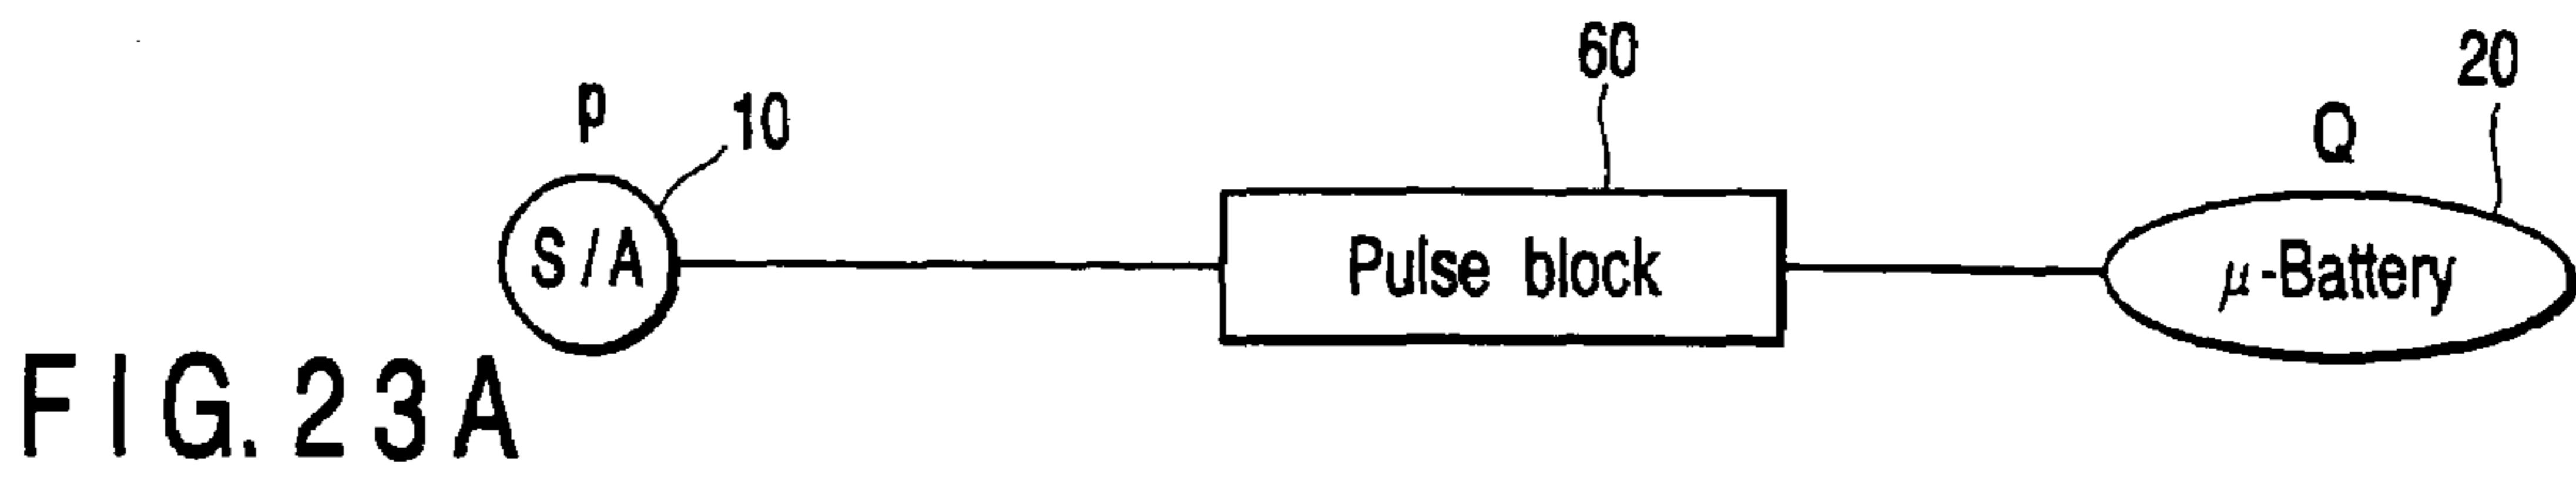 60
20
p
10
Q
S/A
Pulse block
μ-Battery
FIG. 23A